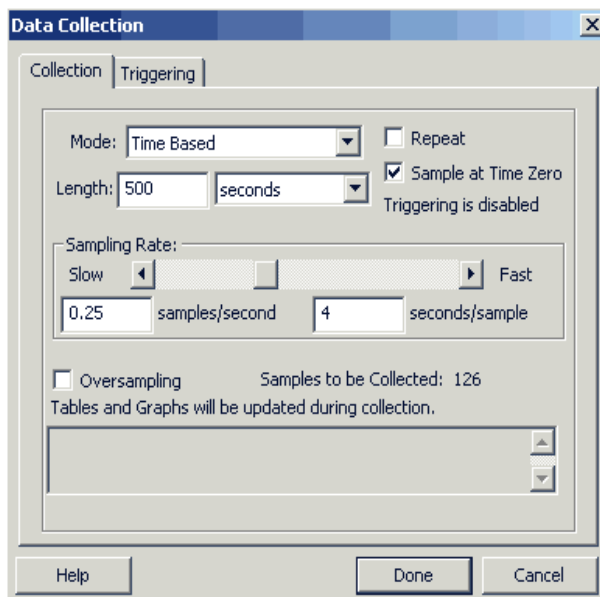 Data Collection
Collection Triggering
Mode: Time Based Repeat
Sample at Time Zero
Length: 500 seconds
Triggering is disabled
Sampling Rate:
Slow Fast
0.25 samples/second 4 seconds/sample
Oversampling Samples to be Collected: 126
Tables and Graphs will be updated during collection.
Help Done Cancel